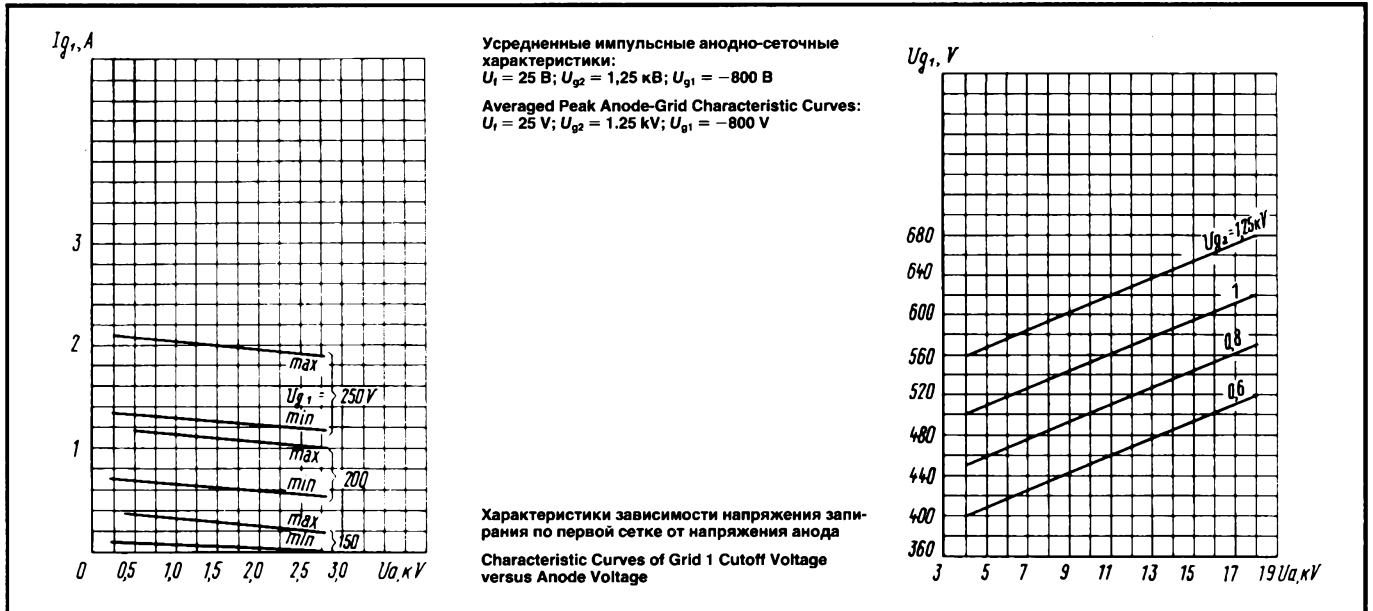 Ig₁, A
3
2
1
max
Ug₁ = 250 V
min
max
min 200
max
min 150
0 0,5 1,0 1,5 2,0 2,5 3,0 Ua, кV
Усредненные импульсные анодно-сеточные
характеристики:
Uf = 25 В; Ug2 = 1,25 кВ; Ug1 = −800 В
Averaged Peak Anode-Grid Characteristic Curves:
Uf = 25 V; Ug2 = 1.25 kV; Ug1 = −800 V
Характеристики зависимости напряжения запи-
рания по первой сетке от напряжения анода
Characteristic Curves of Grid 1 Cutoff Voltage
versus Anode Voltage
Ug₁, V
680
640
600
560
520
480
440
400
360
Ug₂=1,25кV
1
0,8
0,6
3 5 7 9 11 13 15 17 19 Ua, кV